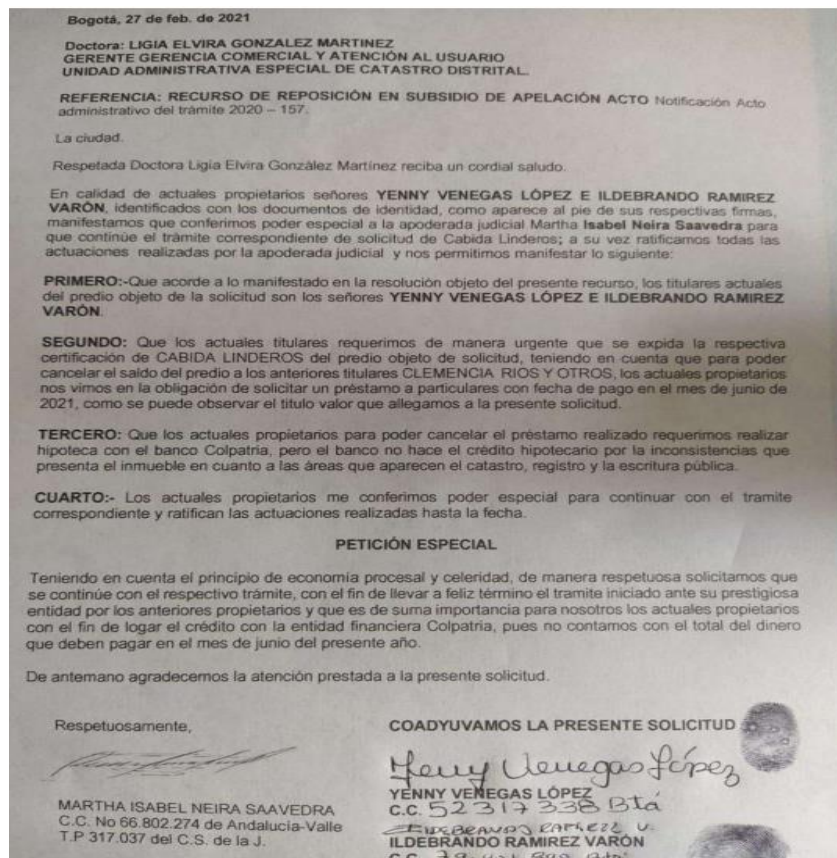 Bogotá, 27 de feb. de 2021
Doctora: LIGIA ELVIRA GONZALEZ MARTINEZ
GERENTE GERENCIA COMERCIAL Y ATENCIÓN AL USUARIO
UNIDAD ADMINISTRATIVA ESPECIAL DE CATASTRO DISTRITAL.
REFERENCIA: RECURSO DE REPOSICIÓN EN SUBSIDIO DE APELACIÓN ACTO Notificación Acto
administrativo del trámite 2020 – 157.
La ciudad.
Respetada Doctora Ligia Elvira González Martínez reciba un cordial saludo.
En calidad de actuales propietarios señores YENNY VENEGAS LÓPEZ E ILDEBRANDO RAMIREZ
VARÓN, identificados con los documentos de identidad, como aparece al pie de sus respectivas firmas,
manifestamos que conferimos poder especial a la apoderada judicial Martha Isabel Neira Saavedra para
que continúe el trámite correspondiente de solicitud de Cabida Linderos; a su vez ratificamos todas las
actuaciones realizadas por la apoderada judicial y nos permitimos manifestar lo siguiente:
PRIMERO:-Que acorde a lo manifestado en la resolución objeto del presente recurso, los titulares actuales
del predio objeto de la solicitud son los señores YENNY VENEGAS LÓPEZ E ILDEBRANDO RAMIREZ
VARÓN.
SEGUNDO: Que los actuales titulares requerimos de manera urgente que se expida la respectiva
certificación de CABIDA LINDEROS del predio objeto de solicitud, teniendo en cuenta que para poder
cancelar el saldo del predio a los anteriores titulares CLEMENCIA RIOS Y OTROS, los actuales propietarios
nos vimos en la obligación de solicitar un préstamo a particulares con fecha de pago en el mes de junio de
2021, como se puede observar el titulo valor que allegamos a la presente solicitud.
TERCERO: Que los actuales propietarios para poder cancelar el préstamo realizado requerimos realizar
hipoteca con el banco Colpatria, pero el banco no hace el crédito hipotecario por la inconsistencias que
presenta el inmueble en cuanto a las áreas que aparecen el catastro, registro y la escritura pública.
CUARTO:- Los actuales propietarios me conferimos poder especial para continuar con el tramite
correspondiente y ratifican las actuaciones realizadas hasta la fecha.
PETICIÓN ESPECIAL
Teniendo en cuenta el principio de economía procesal y celeridad, de manera respetuosa solicitamos que
se continúe con el respectivo trámite, con el fin de llevar a feliz término el tramite iniciado ante su prestigiosa
entidad por los anteriores propietarios y que es de suma importancia para nosotros los actuales propietarios
con el fin de logar el crédito con la entidad financiera Colpatria, pues no contamos con el total del dinero
que deben pagar en el mes de junio del presente año.
De antemano agradecemos la atención prestada a la presente solicitud.
Respetuosamente,
MARTHA ISABEL NEIRA SAAVEDRA
C.C. No 66.802.274 de Andalucia-Valle
T.P 317.037 del C.S. de la J.
COADYUVAMOS LA PRESENTE SOLICITUD
Yenny Venegas López
YENNY VENEGAS LÓPEZ
C.C. 52317338 Btá
ILDEBRANDO RAMIREZ VARÓN